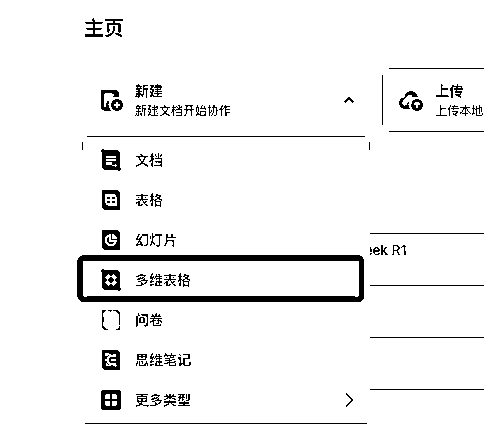 主页
新建
新建文档开始协作
上传
上传本地
文档
表格
幻灯片
多维表格
eek R1
问卷
思维笔记
更多类型